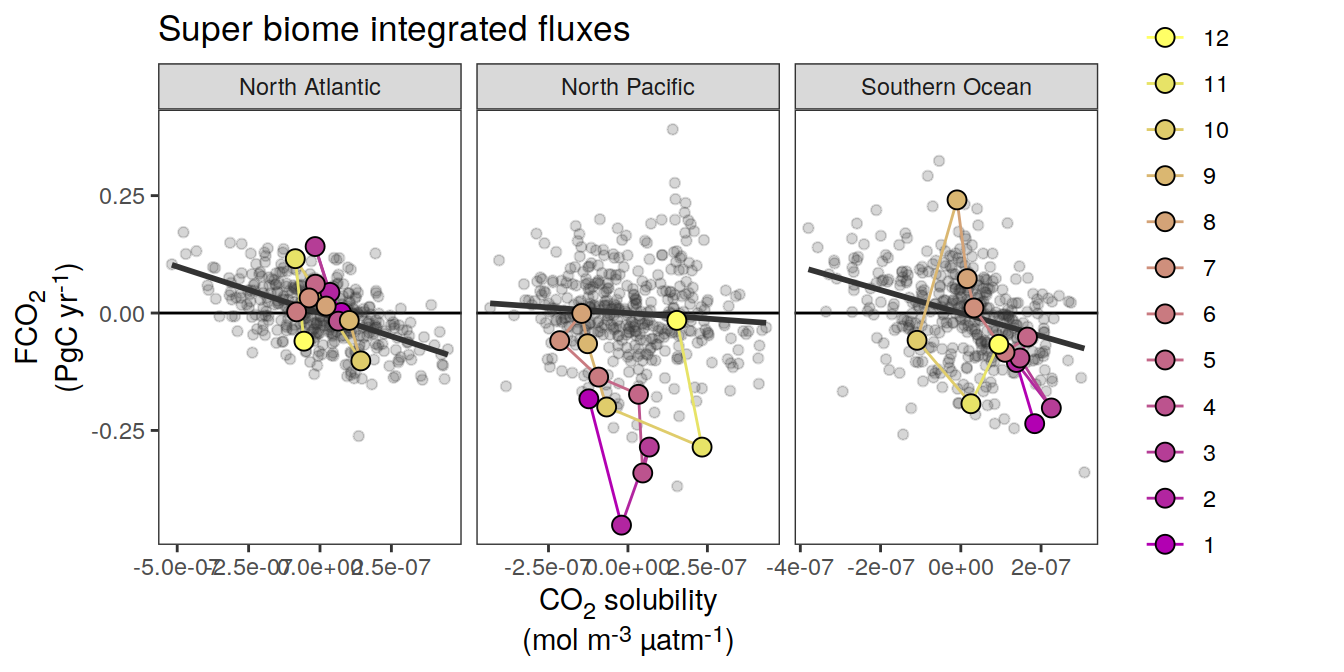 Super biome integrated fluxes
North Atlantic
North Pacific
Southern Ocean
FCO2
(PgC yr-1)
0.25
0.00
-0.25
-5.0e-07 -2.5e-07 0.0e+00 2.5e-07
-2.5e-07 0.0e+00 2.5e-07
-4e-07 -2e-07 0e+00 2e-07
CO2 solubility
(mol m-3 µatm-1)
12
11
10
9
8
7
6
5
4
3
2
1